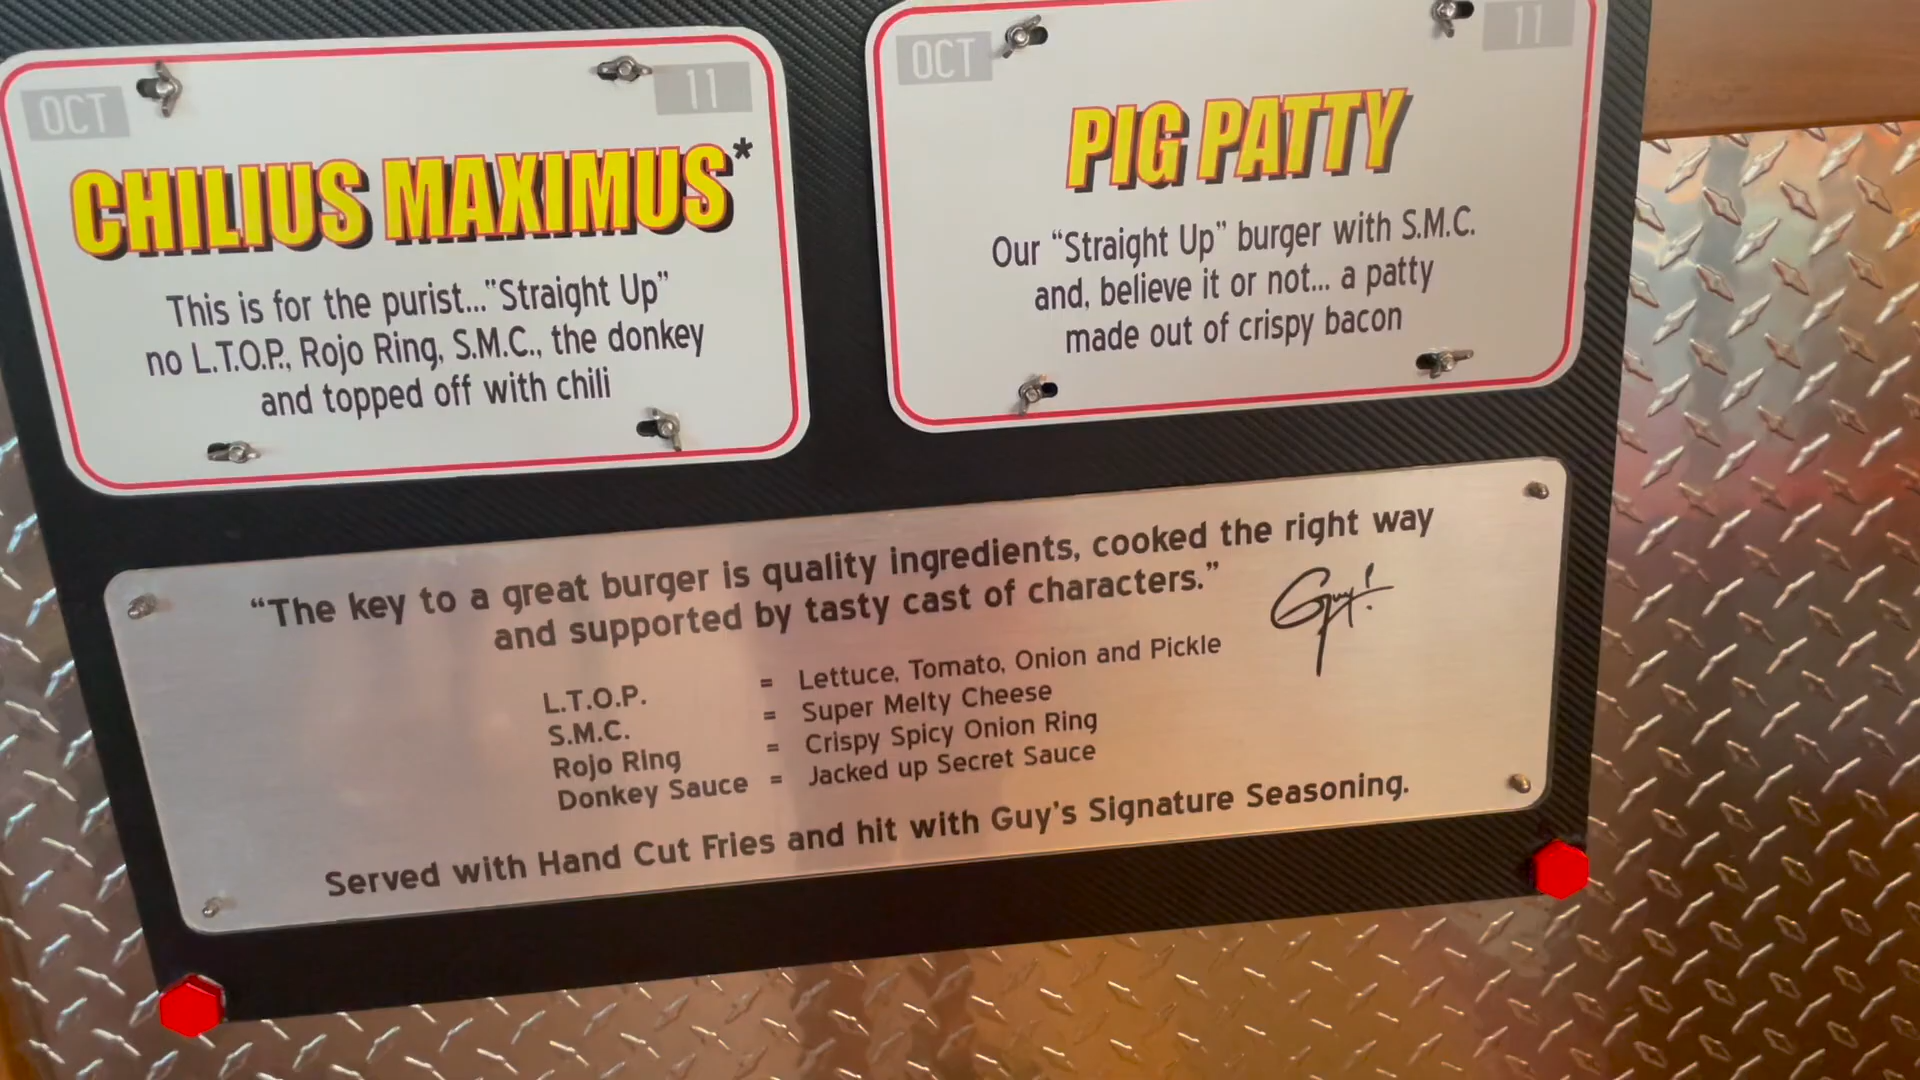 OCT 11
CHILIUS MAXIMUS*
This is for the purist..."Straight Up"
no L.T.O.P., Rojo Ring, S.M.C., the donkey
and topped off with chili
OCT 11
PIG PATTY
Our “Straight Up” burger with S.M.C.
and, believe it or not... a patty
made out of crispy bacon
“The key to a great burger is quality ingredients, cooked the right way
and supported by tasty cast of characters.”
Guy!
L.T.O.P. = Lettuce, Tomato, Onion and Pickle
S.M.C. = Super Melty Cheese
Rojo Ring = Crispy Spicy Onion Ring
Donkey Sauce = Jacked up Secret Sauce
Served with Hand Cut Fries and hit with Guy's Signature Seasoning.